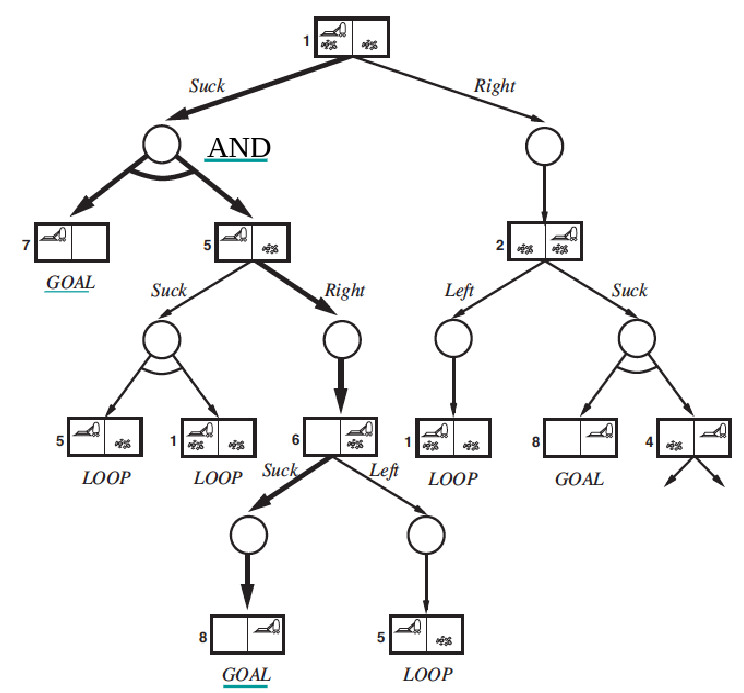 1
Suck
Right
AND
7
5
2
GOAL
Suck
Right
Left
Suck
5
1
6
1
8
4
LOOP
LOOP
Suck
Left
LOOP
GOAL
8
5
GOAL
LOOP